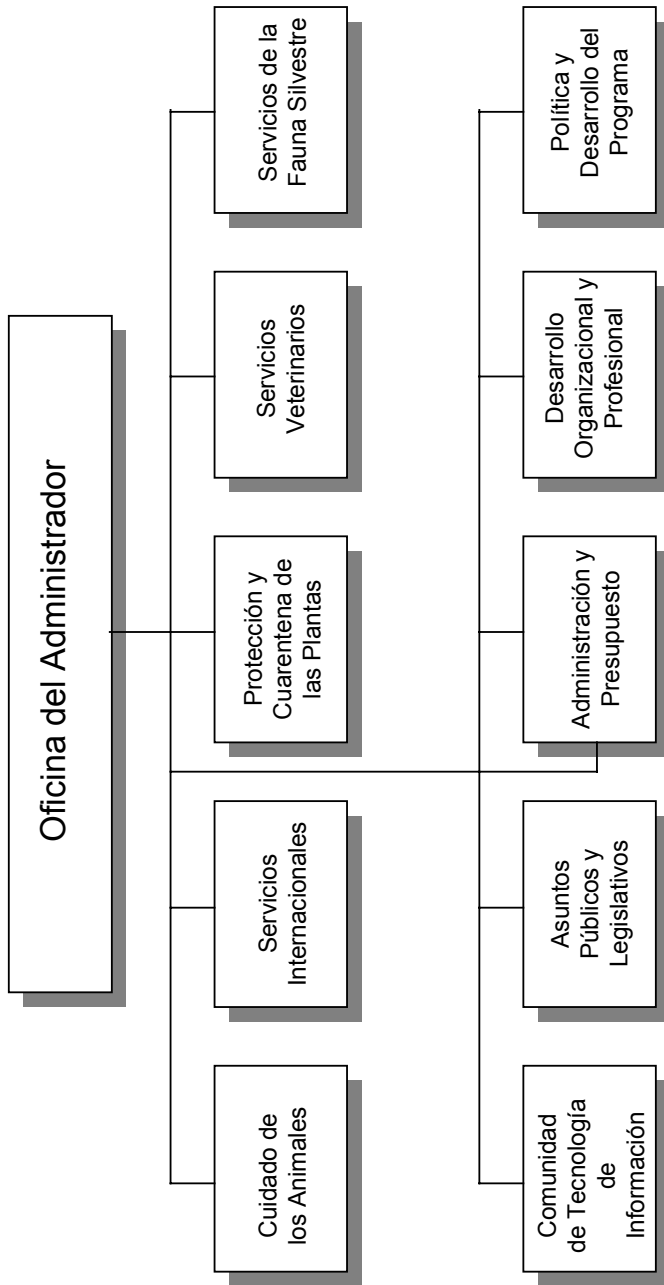 Oficina del Administrador
Cuidado de
los Animales
Servicios
Internacionales
Protección y
Cuarentena de
las Plantas
Servicios
Veterinarios
Servicios de la
Fauna Silvestre
Comunidad
de Tecnología
de
Información
Asuntos
Públicos y
Legislativos
Administración y
Presupuesto
Desarrollo
Organizacional y
Profesional
Política y
Desarrollo del
Programa